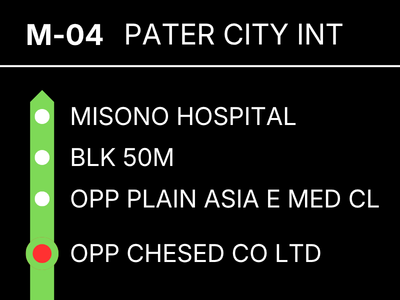 M-04 PATER CITY INT
MISONO HOSPITAL
BLK 50M
OPP PLAIN ASIA E MED CL
OPP CHESED CO LTD